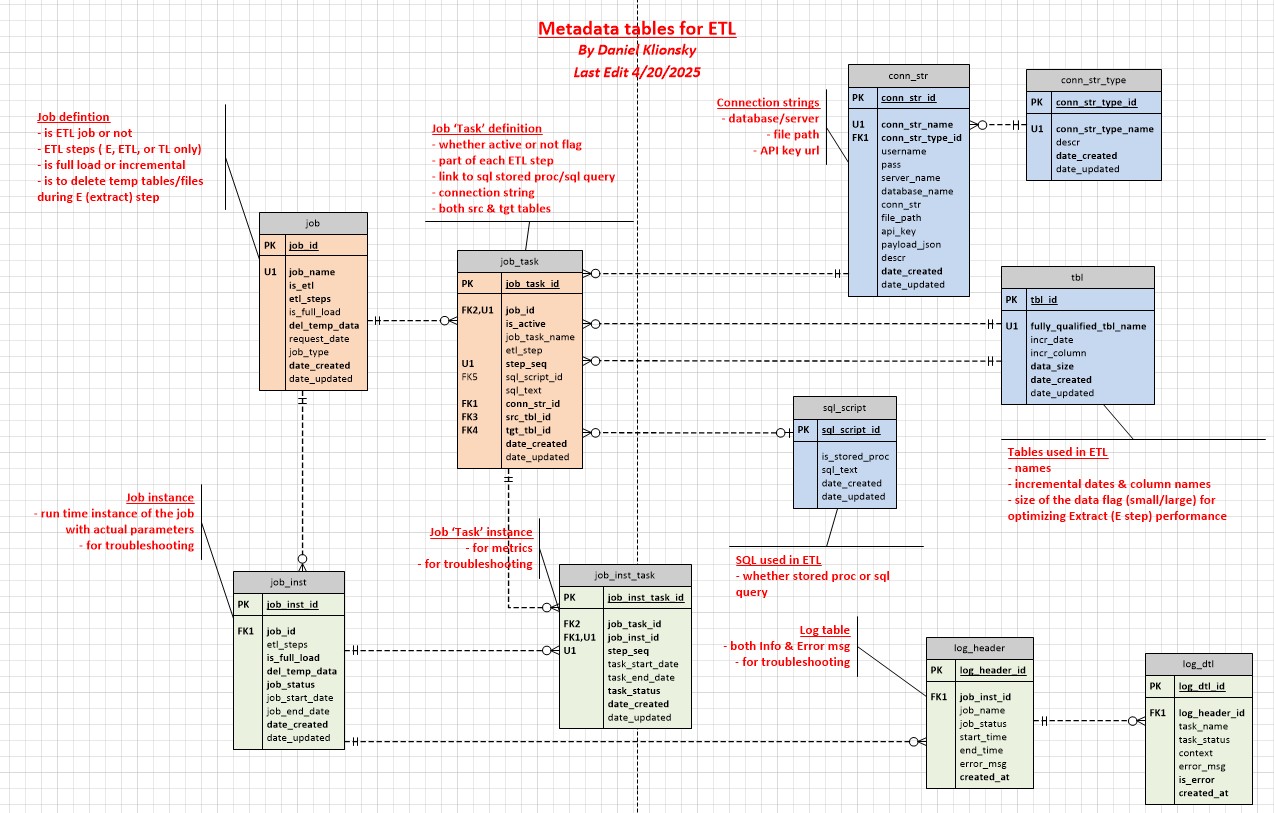 Metadata tables for ETL
By Daniel Klionsky
Last Edit 4/20/2025
Job defintion
- is ETL job or not
- ETL steps ( E, ETL, or TL only)
- is full load or incremental
- is to delete temp tables/files
during E (extract) step
Job ‘Task’ definition
- whether active or not flag
- part of each ETL step
- link to sql stored proc/sql query
- connection string
- both src & tgt tables
Connection strings
- database/server
- file path
- API key url
conn_str
PK conn_str_id
U1 conn_str_name
FK1 conn_str_type_id
username
pass
server_name
database_name
conn_str
file_path
api_key
payload_json
descr
date_created
date_updated
conn_str_type
PK conn_str_type_id
U1 conn_str_type_name
descr
date_created
date_updated
job
PK job_id
U1 job_name
is_etl
etl_steps
is_full_load
del_temp_data
request_date
job_type
date_created
date_updated
job_task
PK job_task_id
FK2,U1 job_id
is_active
job_task_name
etl_step
U1 step_seq
FK5 sql_script_id
sql_text
FK1 conn_str_id
FK3 src_tbl_id
FK4 tgt_tbl_id
date_created
date_updated
tbl
PK tbl_id
U1 fully_qualified_tbl_name
incr_date
incr_column
data_size
date_created
date_updated
sql_script
PK sql_script_id
is_stored_proc
sql_text
date_created
date_updated
Tables used in ETL
- names
- incremental dates & column names
- size of the data flag (small/large) for
optimizing Extract (E step) performance
Job instance
- run time instance of the job
with actual parameters
- for troubleshooting
Job ‘Task’ instance
- for metrics
- for troubleshooting
SQL used in ETL
- whether stored proc or sql
query
job_inst
PK job_inst_id
FK1 job_id
etl_steps
is_full_load
del_temp_data
job_status
job_start_date
job_end_date
date_created
date_updated
job_inst_task
PK job_inst_task_id
FK2 job_task_id
FK1,U1 job_inst_id
U1 step_seq
task_start_date
task_end_date
task_status
date_created
date_updated
Log table
- both Info & Error msg
- for troubleshooting
log_header
PK log_header_id
FK1 job_inst_id
job_name
job_status
start_time
end_time
error_msg
created_at
log_dtl
PK log_dtl_id
FK1 log_header_id
task_name
task_status
context
error_msg
is_error
created_at